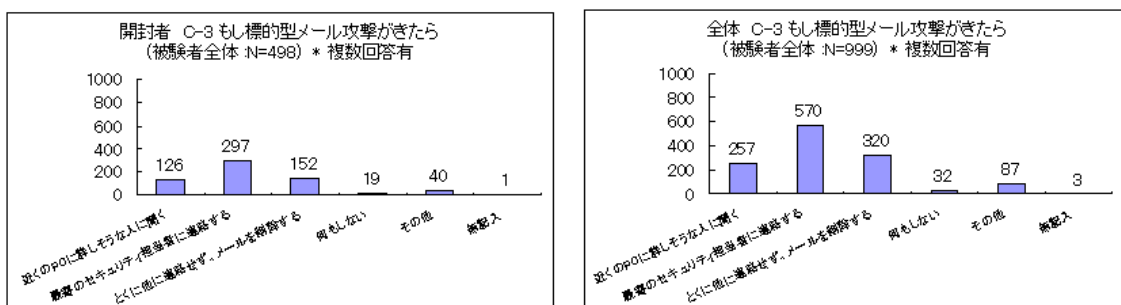 開封者 C-3 もし標的型メール攻撃がきたら
(被験者全体:N=498) * 複数回答有
1000
800
600
400
200
0
126
297
152
19
40
1
近くのPCに詳しそうな人に聞く
最寄のセキュリティ担当者に連絡する
とくに他に連絡せず、メールを削除する
何もしない
その他
無記入
全体 C-3 もし標的型メール攻撃がきたら
(被験者全体:N=999) * 複数回答有
1000
800
600
400
200
0
257
570
320
32
87
3
近くのPCに詳しそうな人に聞く
最寄のセキュリティ担当者に連絡する
とくに他に連絡せず、メールを削除する
何もしない
その他
無記入